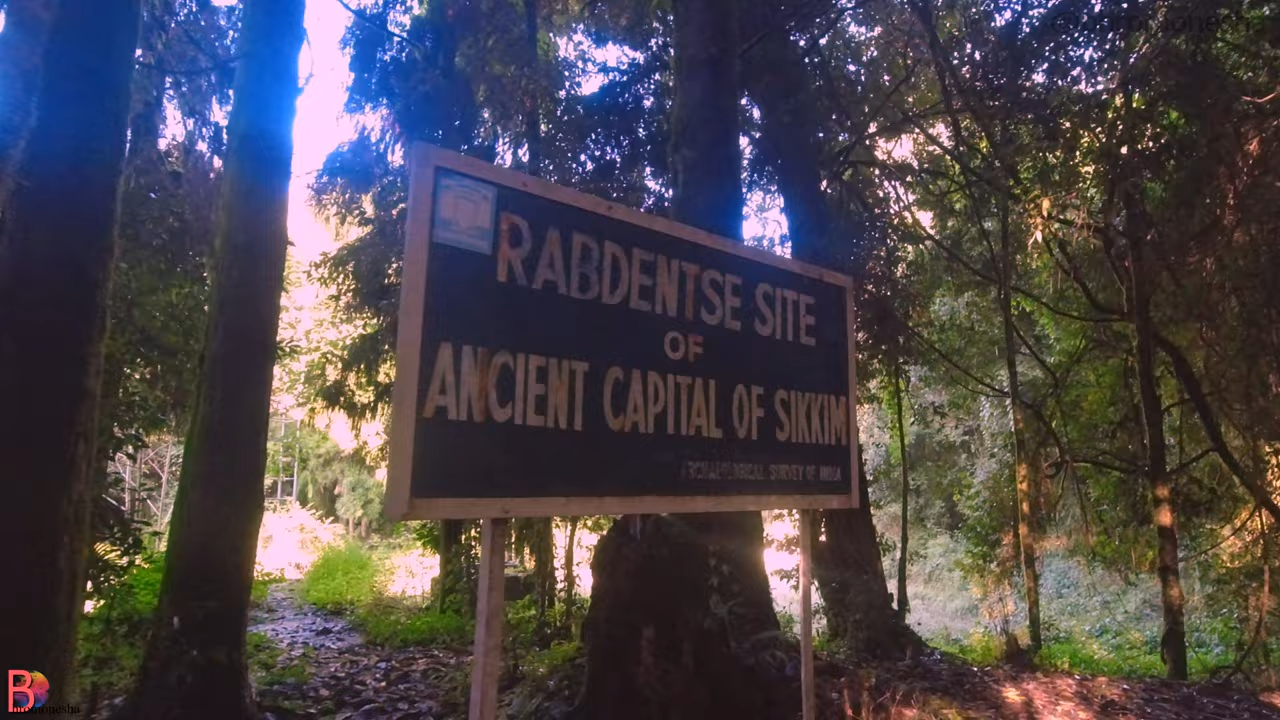 RABDENTSE SITE
OF
ANCIENT CAPITAL OF SIKKIM
ARCHAEOLOGICAL SURVEY OF INDIA
B